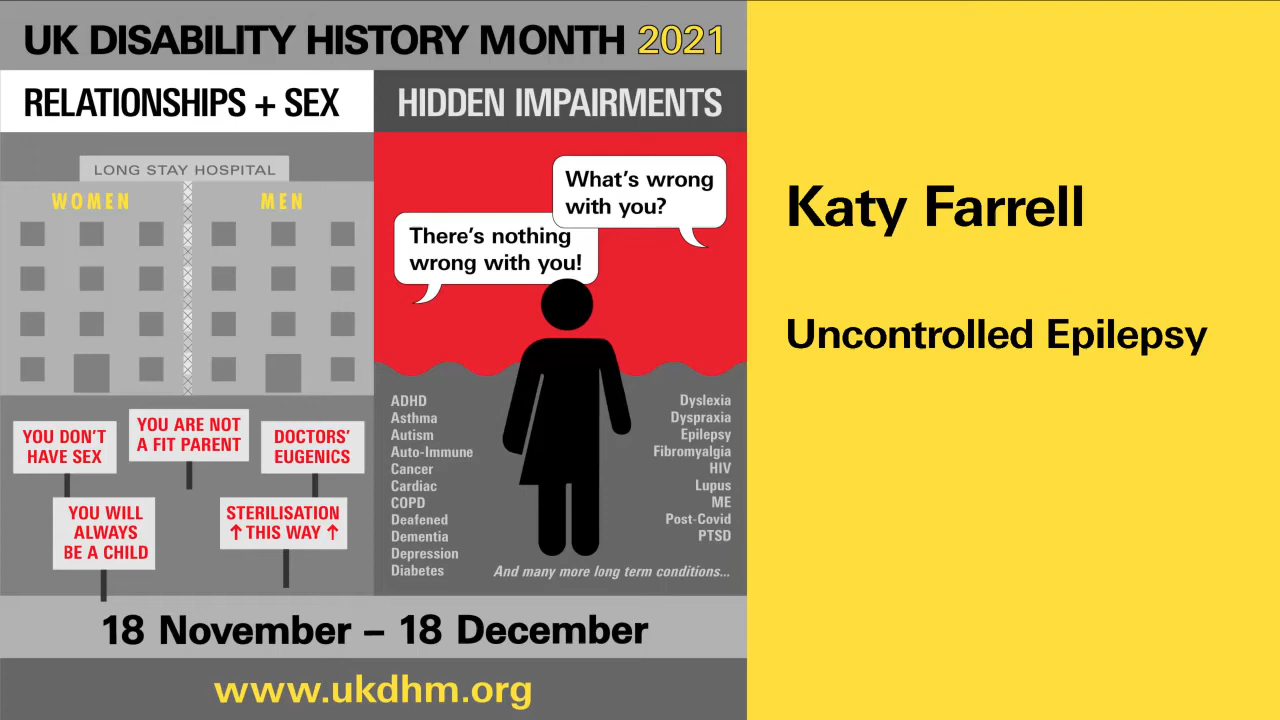 UK DISABILITY HISTORY MONTH 2021
RELATIONSHIPS + SEX
LONG STAY HOSPITAL
WOMEN
MEN
YOU DON'T
HAVE SEX
YOU ARE NOT
A FIT PARENT
DOCTORS'
EUGENICS
YOU WILL
ALWAYS
BE A CHILD
STERILISATION
↑ THIS WAY ↑
HIDDEN IMPAIRMENTS
What's wrong
with you?
There's nothing
wrong with you!
ADHD
Asthma
Autism
Auto-Immune
Cancer
Cardiac
COPD
Deafened
Dementia
Depression
Diabetes
Dyslexia
Dyspraxia
Epilepsy
Fibromyalgia
HIV
Lupus
ME
Post-Covid
PTSD
And many more long term conditions...
18 November – 18 December
www.ukdhm.org
Katy Farrell
Uncontrolled Epilepsy